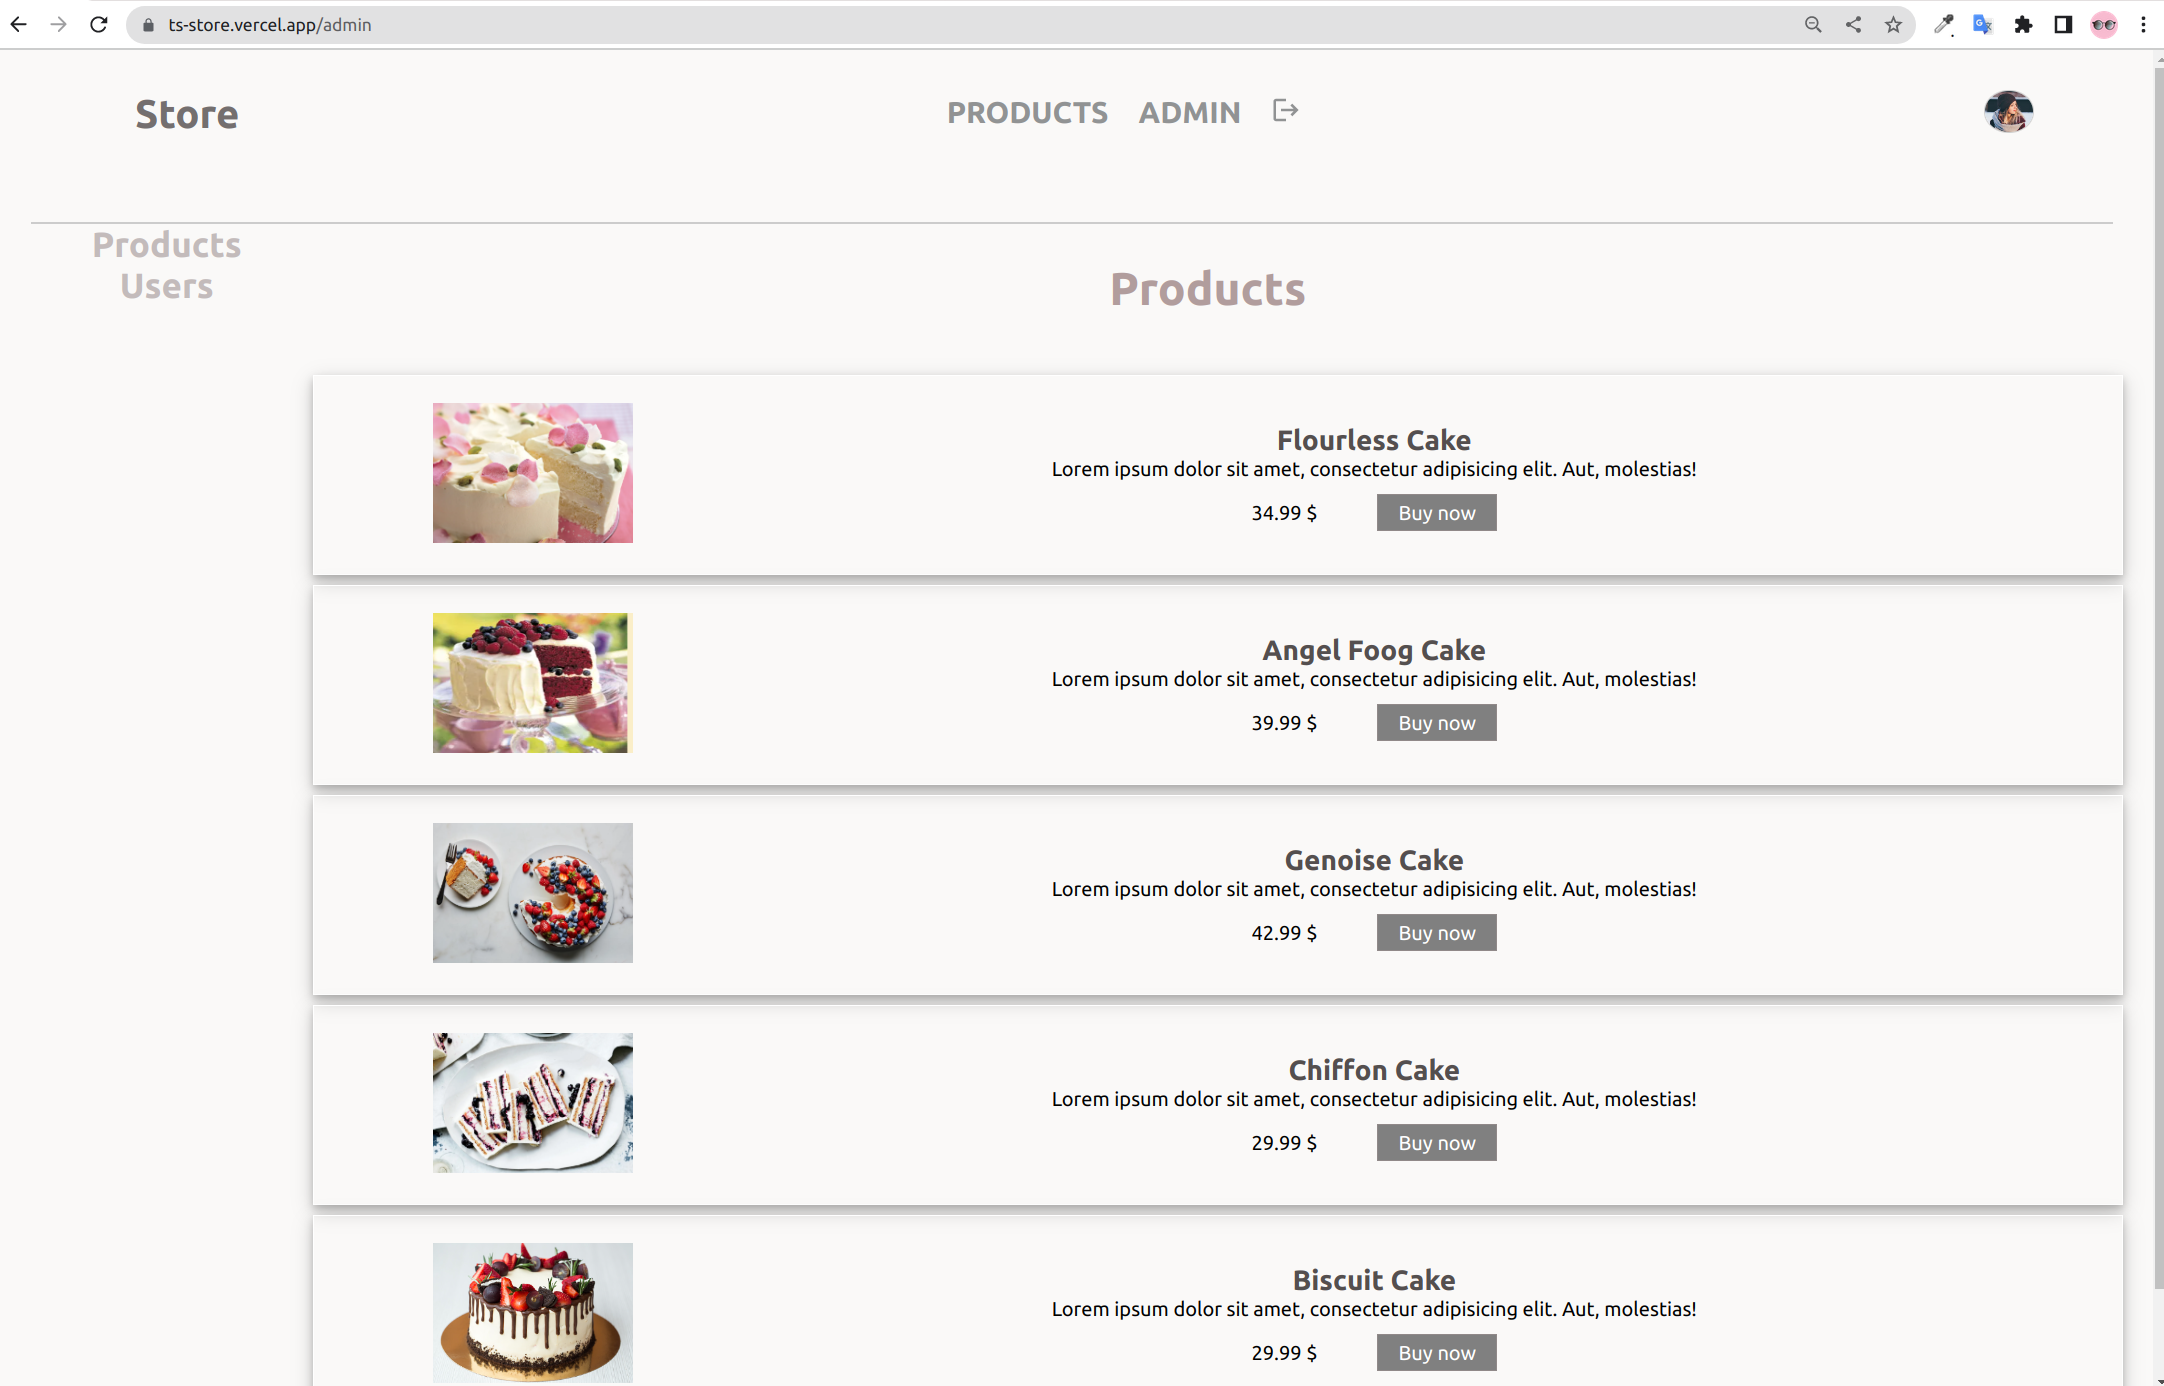 ts-store.vercel.app/admin
Store
PRODUCTS ADMIN
Products
Users
Products
Flourless Cake
Lorem ipsum dolor sit amet, consectetur adipisicing elit. Aut, molestias!
34.99 $ Buy now
Angel Foog Cake
Lorem ipsum dolor sit amet, consectetur adipisicing elit. Aut, molestias!
39.99 $ Buy now
Genoise Cake
Lorem ipsum dolor sit amet, consectetur adipisicing elit. Aut, molestias!
42.99 $ Buy now
Chiffon Cake
Lorem ipsum dolor sit amet, consectetur adipisicing elit. Aut, molestias!
29.99 $ Buy now
Biscuit Cake
Lorem ipsum dolor sit amet, consectetur adipisicing elit. Aut, molestias!
29.99 $ Buy now